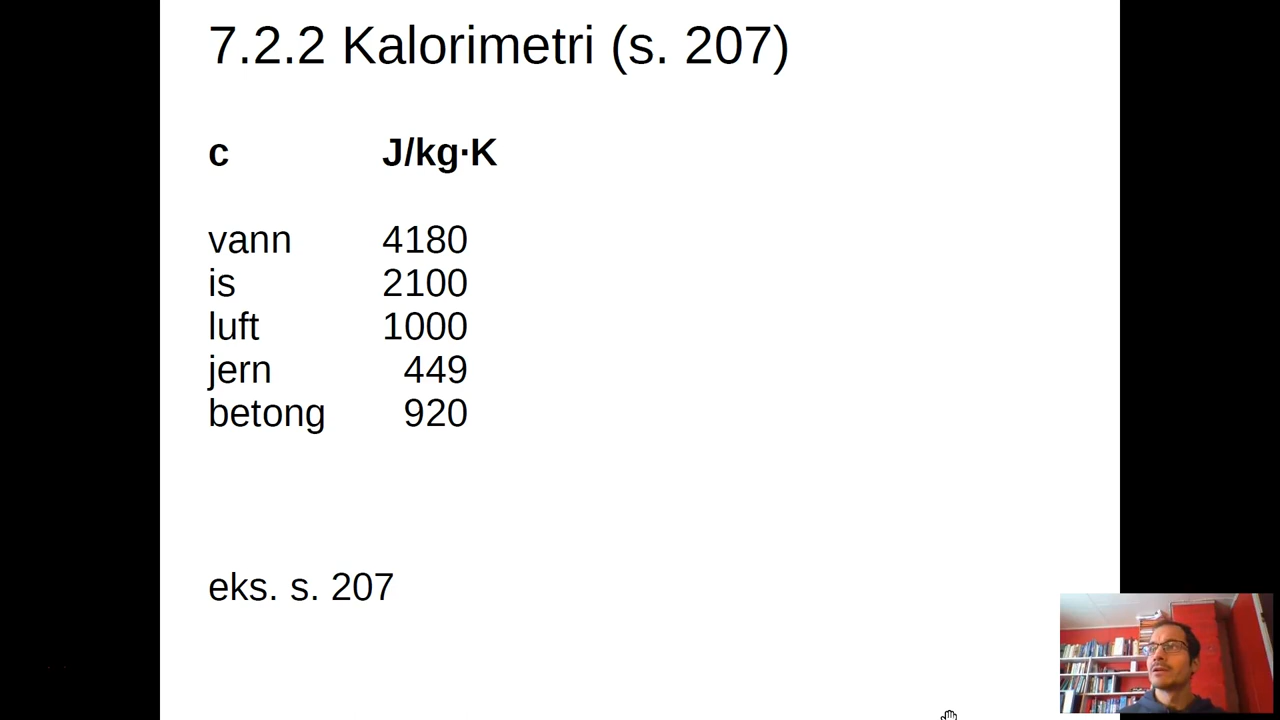 7.2.2 Kalorimetri (s. 207)
c J/kg·K
vann 4180
is 2100
luft 1000
jern 449
betong 920
eks. s. 207